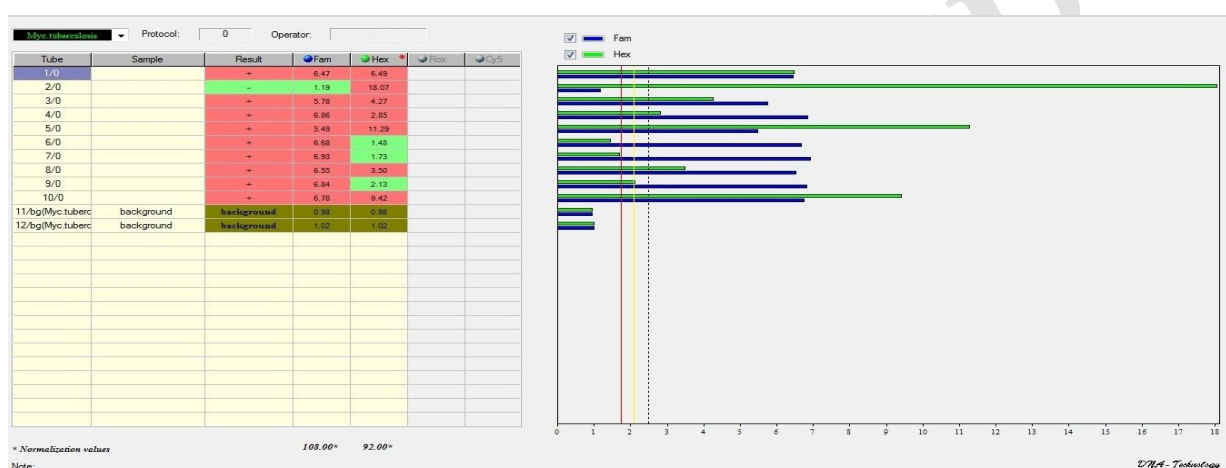 Myc.tuberculosis Protocol: 0 Operator:
Fam
Hex
Tube Sample Result Fam Hex * Rox Cy5
1/0 + 6.47 6.49
2/0 - 1.19 18.07
3/0 + 5.78 4.27
4/0 + 6.86 2.85
5/0 + 5.49 11.29
6/0 + 6.68 1.48
7/0 + 6.93 1.73
8/0 + 6.55 3.50
9/0 + 6.84 2.13
10/0 + 6.78 9.42
11/bg(Myc.tuberc background background 0.98 0.98
12/bg(Myc.tuberc background background 1.02 1.02
0 1 2 3 4 5 6 7 8 9 10 11 12 13 14 15 16 17 18
* Normalization values 108.00* 92.00*
Note:
DNA-Technology